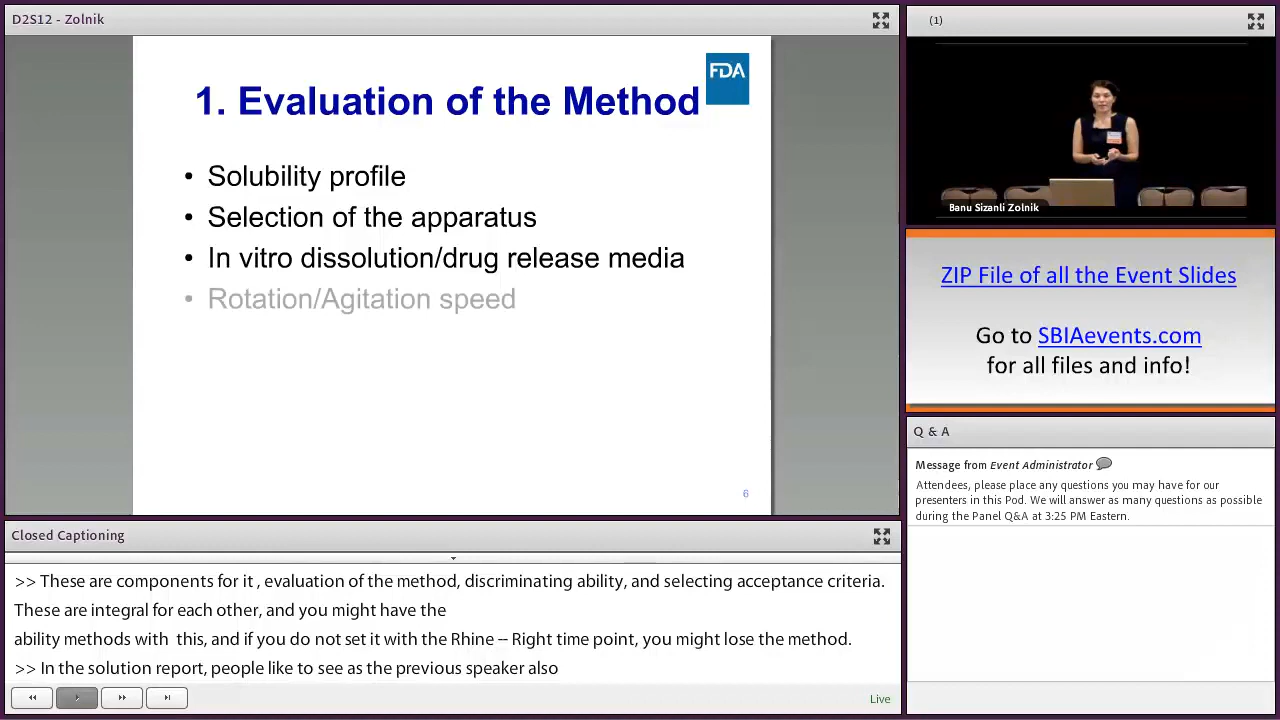 D2S12 - Zolnik
FDA
1. Evaluation of the Method
• Solubility profile
• Selection of the apparatus
• In vitro dissolution/drug release media
• Rotation/Agitation speed
6
Closed Captioning
>> These are components for it , evaluation of the method, discriminating ability, and selecting acceptance criteria.
These are integral for each other, and you might have the
ability methods with this, and if you do not set it with the Rhine -- Right time point, you might lose the method.
>> In the solution report, people like to see as the previous speaker also
Live
(1)
Banu Sizanli Zolnik
ZIP File of all the Event Slides
Go to SBIAevents.com
for all files and info!
Q & A
Message from Event Administrator
Attendees, please place any questions you may have for our
presenters in this Pod. We will answer as many questions as possible
during the Panel Q&A at 3:25 PM Eastern.